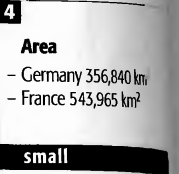 4
Area
– Germany 356,840 km
– France 543,965 km²
small